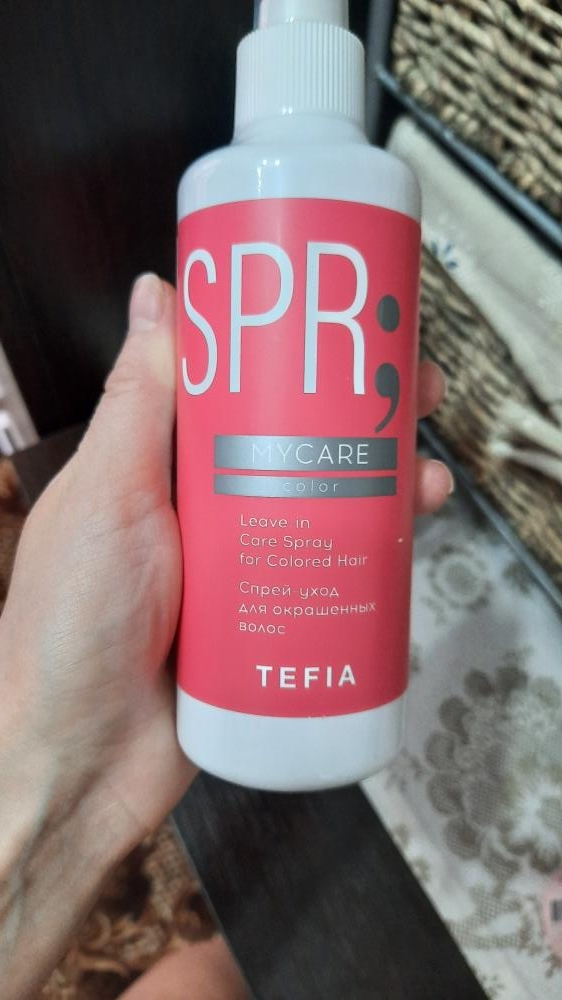 SPR;
MYCARE
color
Leave in
Care Spray
for Colored Hair
Спрей-уход
для окрашенных
волос
TEFIA